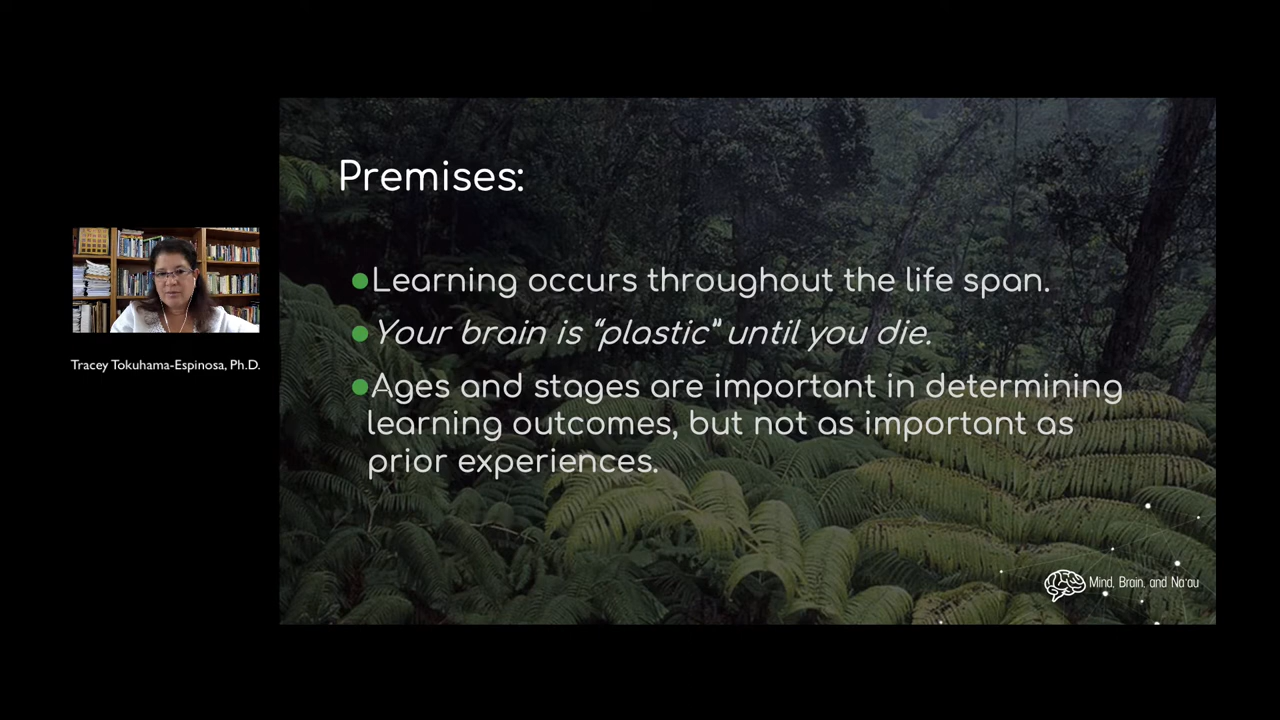 Premises:
Learning occurs throughout the life span.
Your brain is “plastic” until you die.
Ages and stages are important in determining
learning outcomes, but not as important as
prior experiences.
Tracey Tokuhama-Espinosa, Ph.D.
Mind, Brain, and Na'au